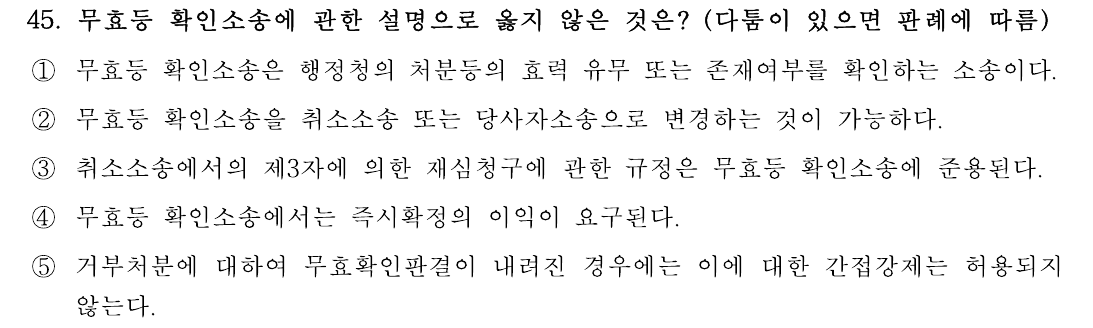 45. 무효등 확인소송에 관한 설명으로 옳지 않은 것은? (다툼이 있으면 판례에 따름)
① 무효등 확인소송은 행정청의 처분등의 효력 유무 또는 존재여부를 확인하는 소송이다.
② 무효등 확인소송을 취소소송 또는 당사자소송으로 변경하는 것이 가능하다.
③ 취소소송에서의 제3자에 의한 재심청구에 관한 규정은 무효등 확인소송에 준용된다.
④ 무효등 확인소송에서는 즉시확정의 이익이 요구된다.
⑤ 거부처분에 대하여 무효확인판결이 내려진 경우에는 이에 대한 간접강제는 허용되지
않는다.